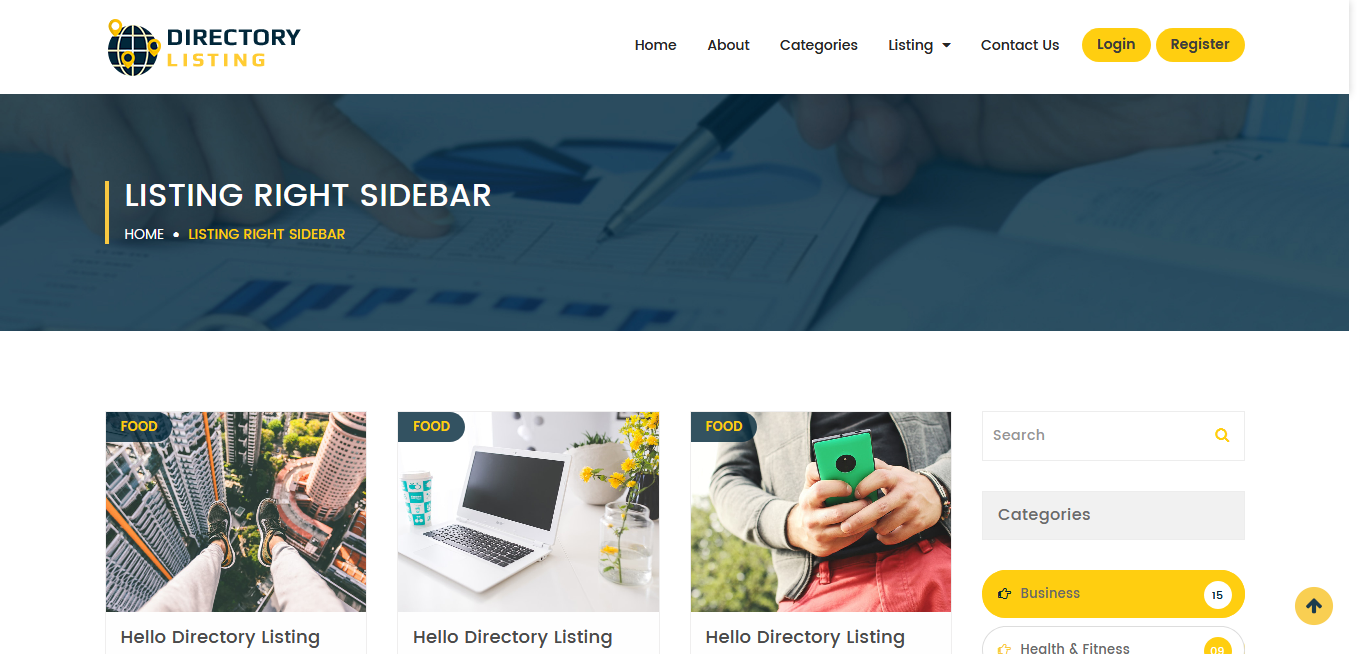 DIRECTORY
LISTING
Home About Categories Listing Contact Us Login Register
LISTING RIGHT SIDEBAR
HOME • LISTING RIGHT SIDEBAR
FOOD FOOD FOOD
Search
Categories
Business 15
Hello Directory Listing Hello Directory Listing Hello Directory Listing
Health & Fitness 09